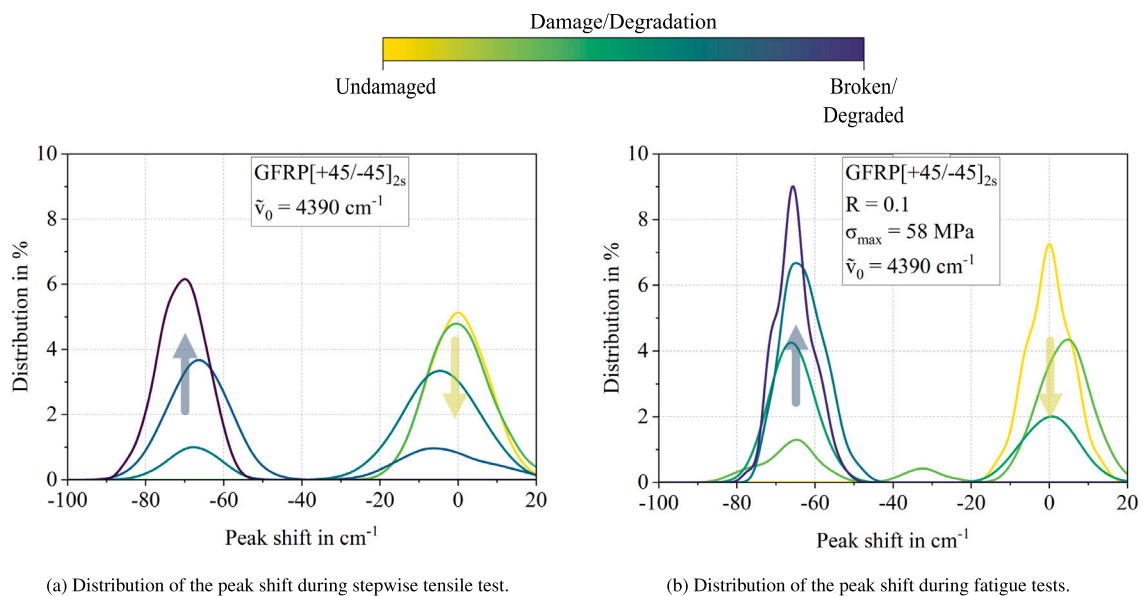 Damage/Degradation
Undamaged
Broken/
Degraded
10
8
6
4
2
0
Distribution in %
GFRP[+45/-45]2s
ṽ0 = 4390 cm-1
-100 -80 -60 -40 -20 0 20
Peak shift in cm-1
(a) Distribution of the peak shift during stepwise tensile test.
10
8
6
4
2
0
Distribution in %
GFRP[+45/-45]2s
R = 0.1
σmax = 58 MPa
ṽ0 = 4390 cm-1
-100 -80 -60 -40 -20 0 20
Peak shift in cm-1
(b) Distribution of the peak shift during fatigue tests.